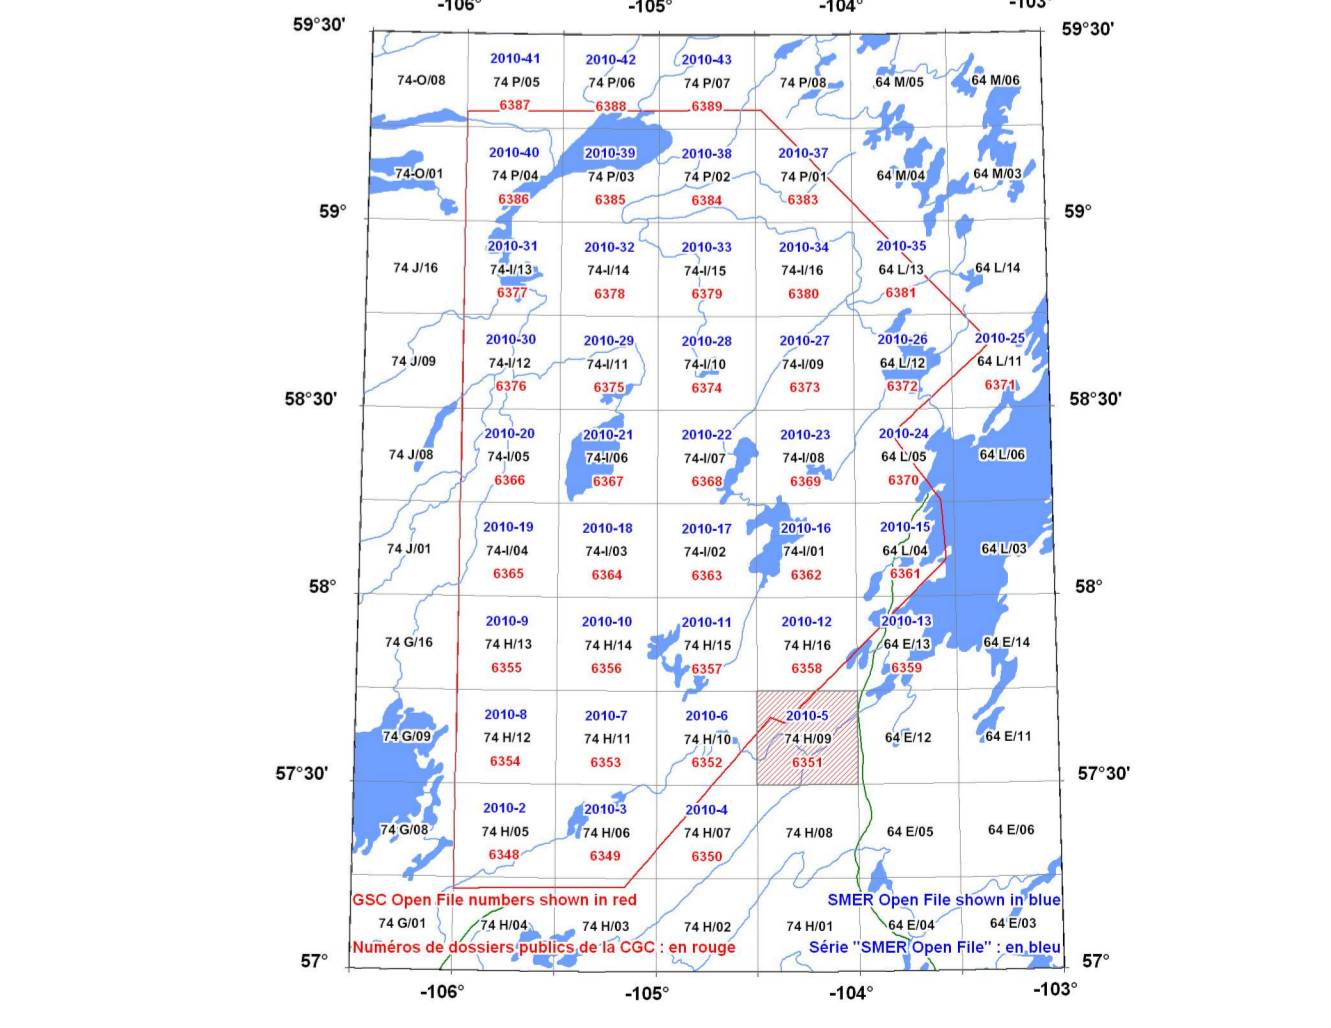 -106° -105° -104° -103°
59°30' 59°30'
2010-41 2010-42 2010-43
74-O/08 74 P/05 74 P/06 74 P/07 74 P/08 64 M/05 64 M/06
6387 6388 6389
2010-40 2010-39 2010-38 2010-37
74-O/01 74 P/04 74 P/03 74 P/02 74 P/01 64 M/04 64 M/03
6386 6385 6384 6383
59° 59°
2010-31 2010-32 2010-33 2010-34 2010-35
74 J/16 74-I/13 74-I/14 74-I/15 74-I/16 64 L/13 64 L/14
6377 6378 6379 6380 6381
2010-30 2010-29 2010-28 2010-27 2010-26 2010-25
74 J/09 74-I/12 74-I/11 74-I/10 74-I/09 64 L/12 64 L/11
6376 6375 6374 6373 6372 6371
58°30' 58°30'
2010-20 2010-21 2010-22 2010-23 2010-24
74 J/08 74-I/05 74-I/06 74-I/07 74-I/08 64 L/05 64 L/06
6366 6367 6368 6369 6370
2010-19 2010-18 2010-17 2010-16 2010-15
74 J/01 74-I/04 74-I/03 74-I/02 74-I/01 64 L/04 64 L/03
6365 6364 6363 6362 6361
58° 58°
2010-9 2010-10 2010-11 2010-12 2010-13
74 G/16 74 H/13 74 H/14 74 H/15 74 H/16 64 E/13 64 E/14
6355 6356 6357 6358 6359
2010-8 2010-7 2010-6 2010-5
74 G/09 74 H/12 74 H/11 74 H/10 74 H/09 64 E/12 64 E/11
6354 6353 6352 6351
57°30' 57°30'
2010-2 2010-3 2010-4
74 G/08 74 H/05 74 H/06 74 H/07 74 H/08 64 E/05 64 E/06
6348 6349 6350
GSC Open File numbers shown in red SMER Open File shown in blue
74 G/01 74 H/04 74 H/03 74 H/02 74 H/01 64 E/04 64 E/03
Numéros de dossiers publics de la CGC : en rouge Série "SMER Open File" : en bleu
57° 57°
-106° -105° -104° -103°